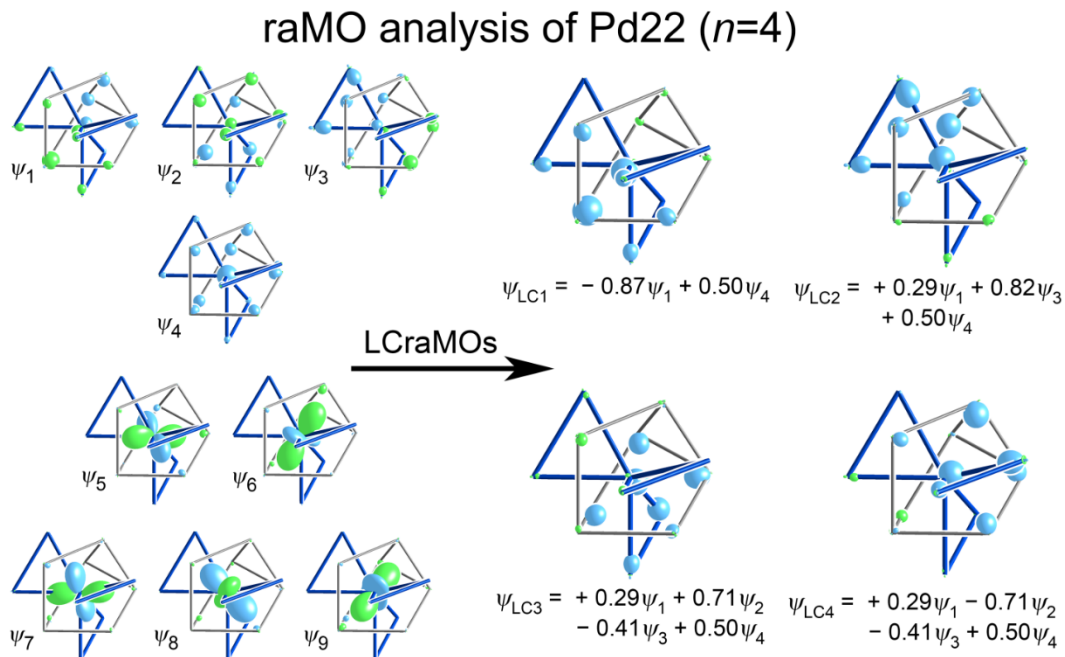 raMO analysis of Pd22 (n=4)
ψ1
ψ2
ψ3
ψ4
LCraMOs
ψ5
ψ6
ψ7
ψ8
ψ9
ψLC1 = − 0.87ψ1 + 0.50ψ4
ψLC2 = + 0.29ψ1 + 0.82ψ3
+ 0.50ψ4
ψLC3 = + 0.29ψ1 + 0.71ψ2
− 0.41ψ3 + 0.50ψ4
ψLC4 = + 0.29ψ1 − 0.71ψ2
− 0.41ψ3 + 0.50ψ4